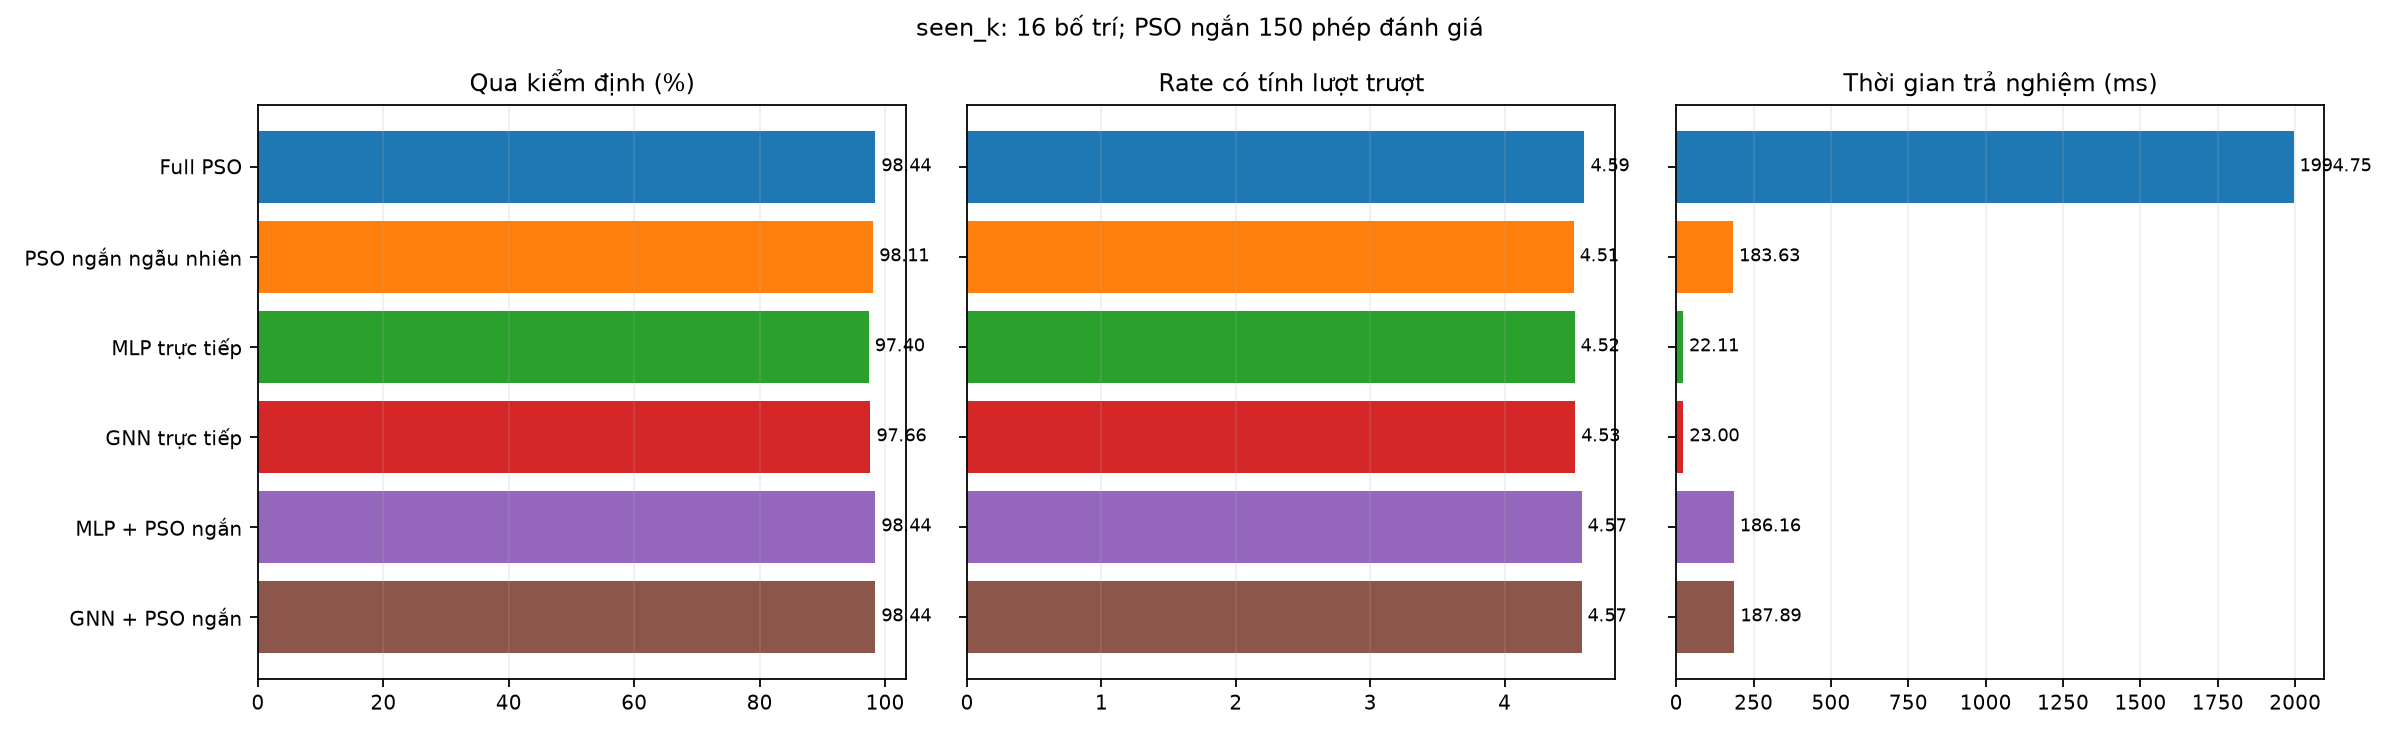 seen_k: 16 bố trí; PSO ngắn 150 phép đánh giá
Qua kiểm định (%)
Full PSO
98.44
PSO ngắn ngẫu nhiên
98.11
MLP trực tiếp
97.40
GNN trực tiếp
97.66
MLP + PSO ngắn
98.44
GNN + PSO ngắn
98.44
0 20 40 60 80 100
Rate có tính lượt trượt
4.59
4.51
4.52
4.53
4.57
4.57
0 1 2 3 4
Thời gian trả nghiệm (ms)
1994.75
183.63
22.11
23.00
186.16
187.89
0 250 500 750 1000 1250 1500 1750 2000